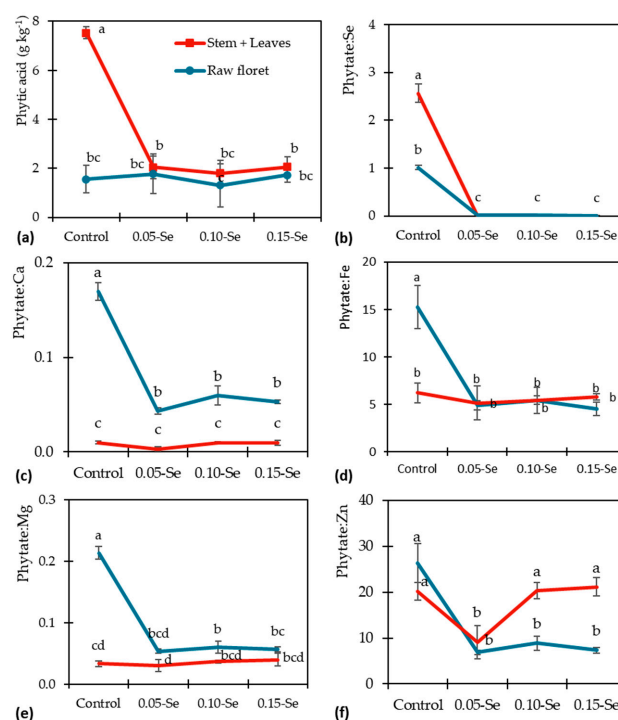 Phytic acid (g kg⁻¹)
8
6
4
2
0
a
Stem + Leaves
Raw floret
bc
bc
b
b
b
bc
Control
0.05-Se
0.10-Se
0.15-Se
(a)
Phytate:Se
4
3
2
1
0
a
b
c
c
c
Control
0.05-Se
0.10-Se
0.15-Se
(b)
Phytate:Ca
0.2
0.1
0.0
a
b
b
b
c
c
c
c
Control
0.05-Se
0.10-Se
0.15-Se
(c)
Phytate:Fe
20
15
10
5
0
a
b
b
b
b
b
b
b
Control
0.05-Se
0.10-Se
0.15-Se
(d)
Phytate:Mg
0.3
0.2
0.1
0.0
a
bcd
b
bc
cd
d
bcd
bcd
Control
0.05-Se
0.10-Se
0.15-Se
(e)
Phytate:Zn
40
30
20
10
0
a
a
b
b
a
b
a
b
Control
0.05-Se
0.10-Se
0.15-Se
(f)